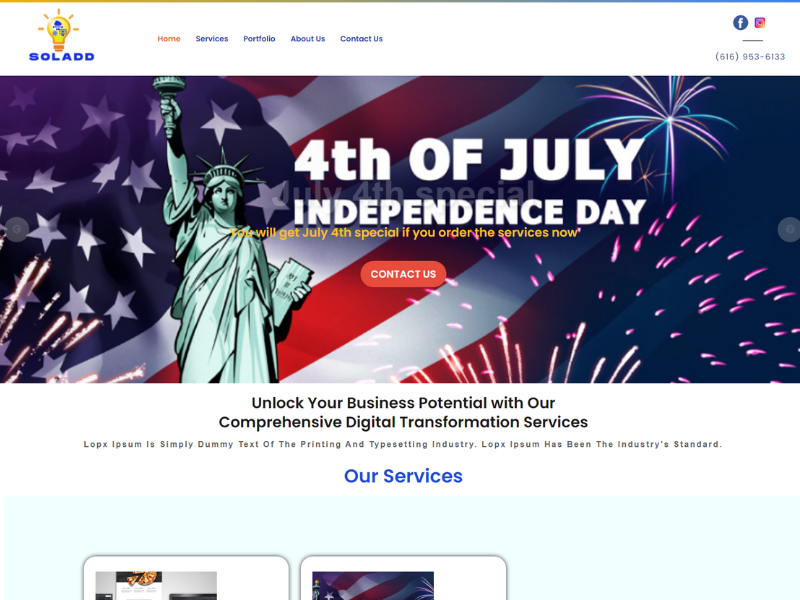 SOLADD
Home Services Portfolio About Us Contact Us
(616) 953-6133
4th OF JULY
July 4th special
INDEPENDENCE DAY
You will get July 4th special if you order the services now
CONTACT US
Unlock Your Business Potential with Our
Comprehensive Digital Transformation Services
Lopx Ipsum Is Simply Dummy Text Of The Printing And Typesetting Industry. Lopx Ipsum Has Been The Industry's Standard.
Our Services